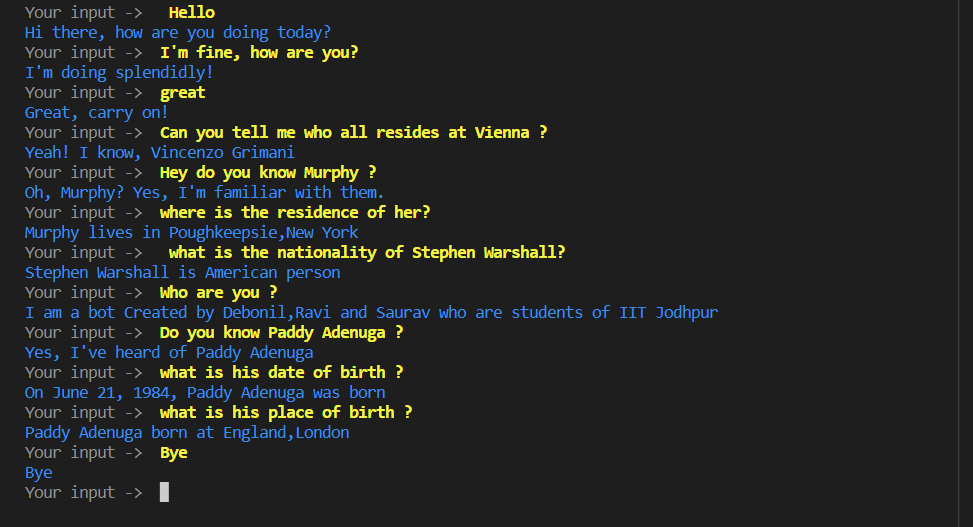 Your input -> Hello
Hi there, how are you doing today?
Your input -> I'm fine, how are you?
I'm doing splendidly!
Your input -> great
Great, carry on!
Your input -> Can you tell me who all resides at Vienna ?
Yeah! I know, Vincenzo Grimani
Your input -> Hey do you know Murphy ?
Oh, Murphy? Yes, I'm familiar with them.
Your input -> where is the residence of her?
Murphy lives in Poughkeepsie,New York
Your input -> what is the nationality of Stephen Warshall?
Stephen Warshall is American person
Your input -> Who are you ?
I am a bot Created by Debonil,Ravi and Saurav who are students of IIT Jodhpur
Your input -> Do you know Paddy Adenuga ?
Yes, I've heard of Paddy Adenuga
Your input -> what is his date of birth ?
On June 21, 1984, Paddy Adenuga was born
Your input -> what is his place of birth ?
Paddy Adenuga born at England,London
Your input -> Bye
Bye
Your input ->